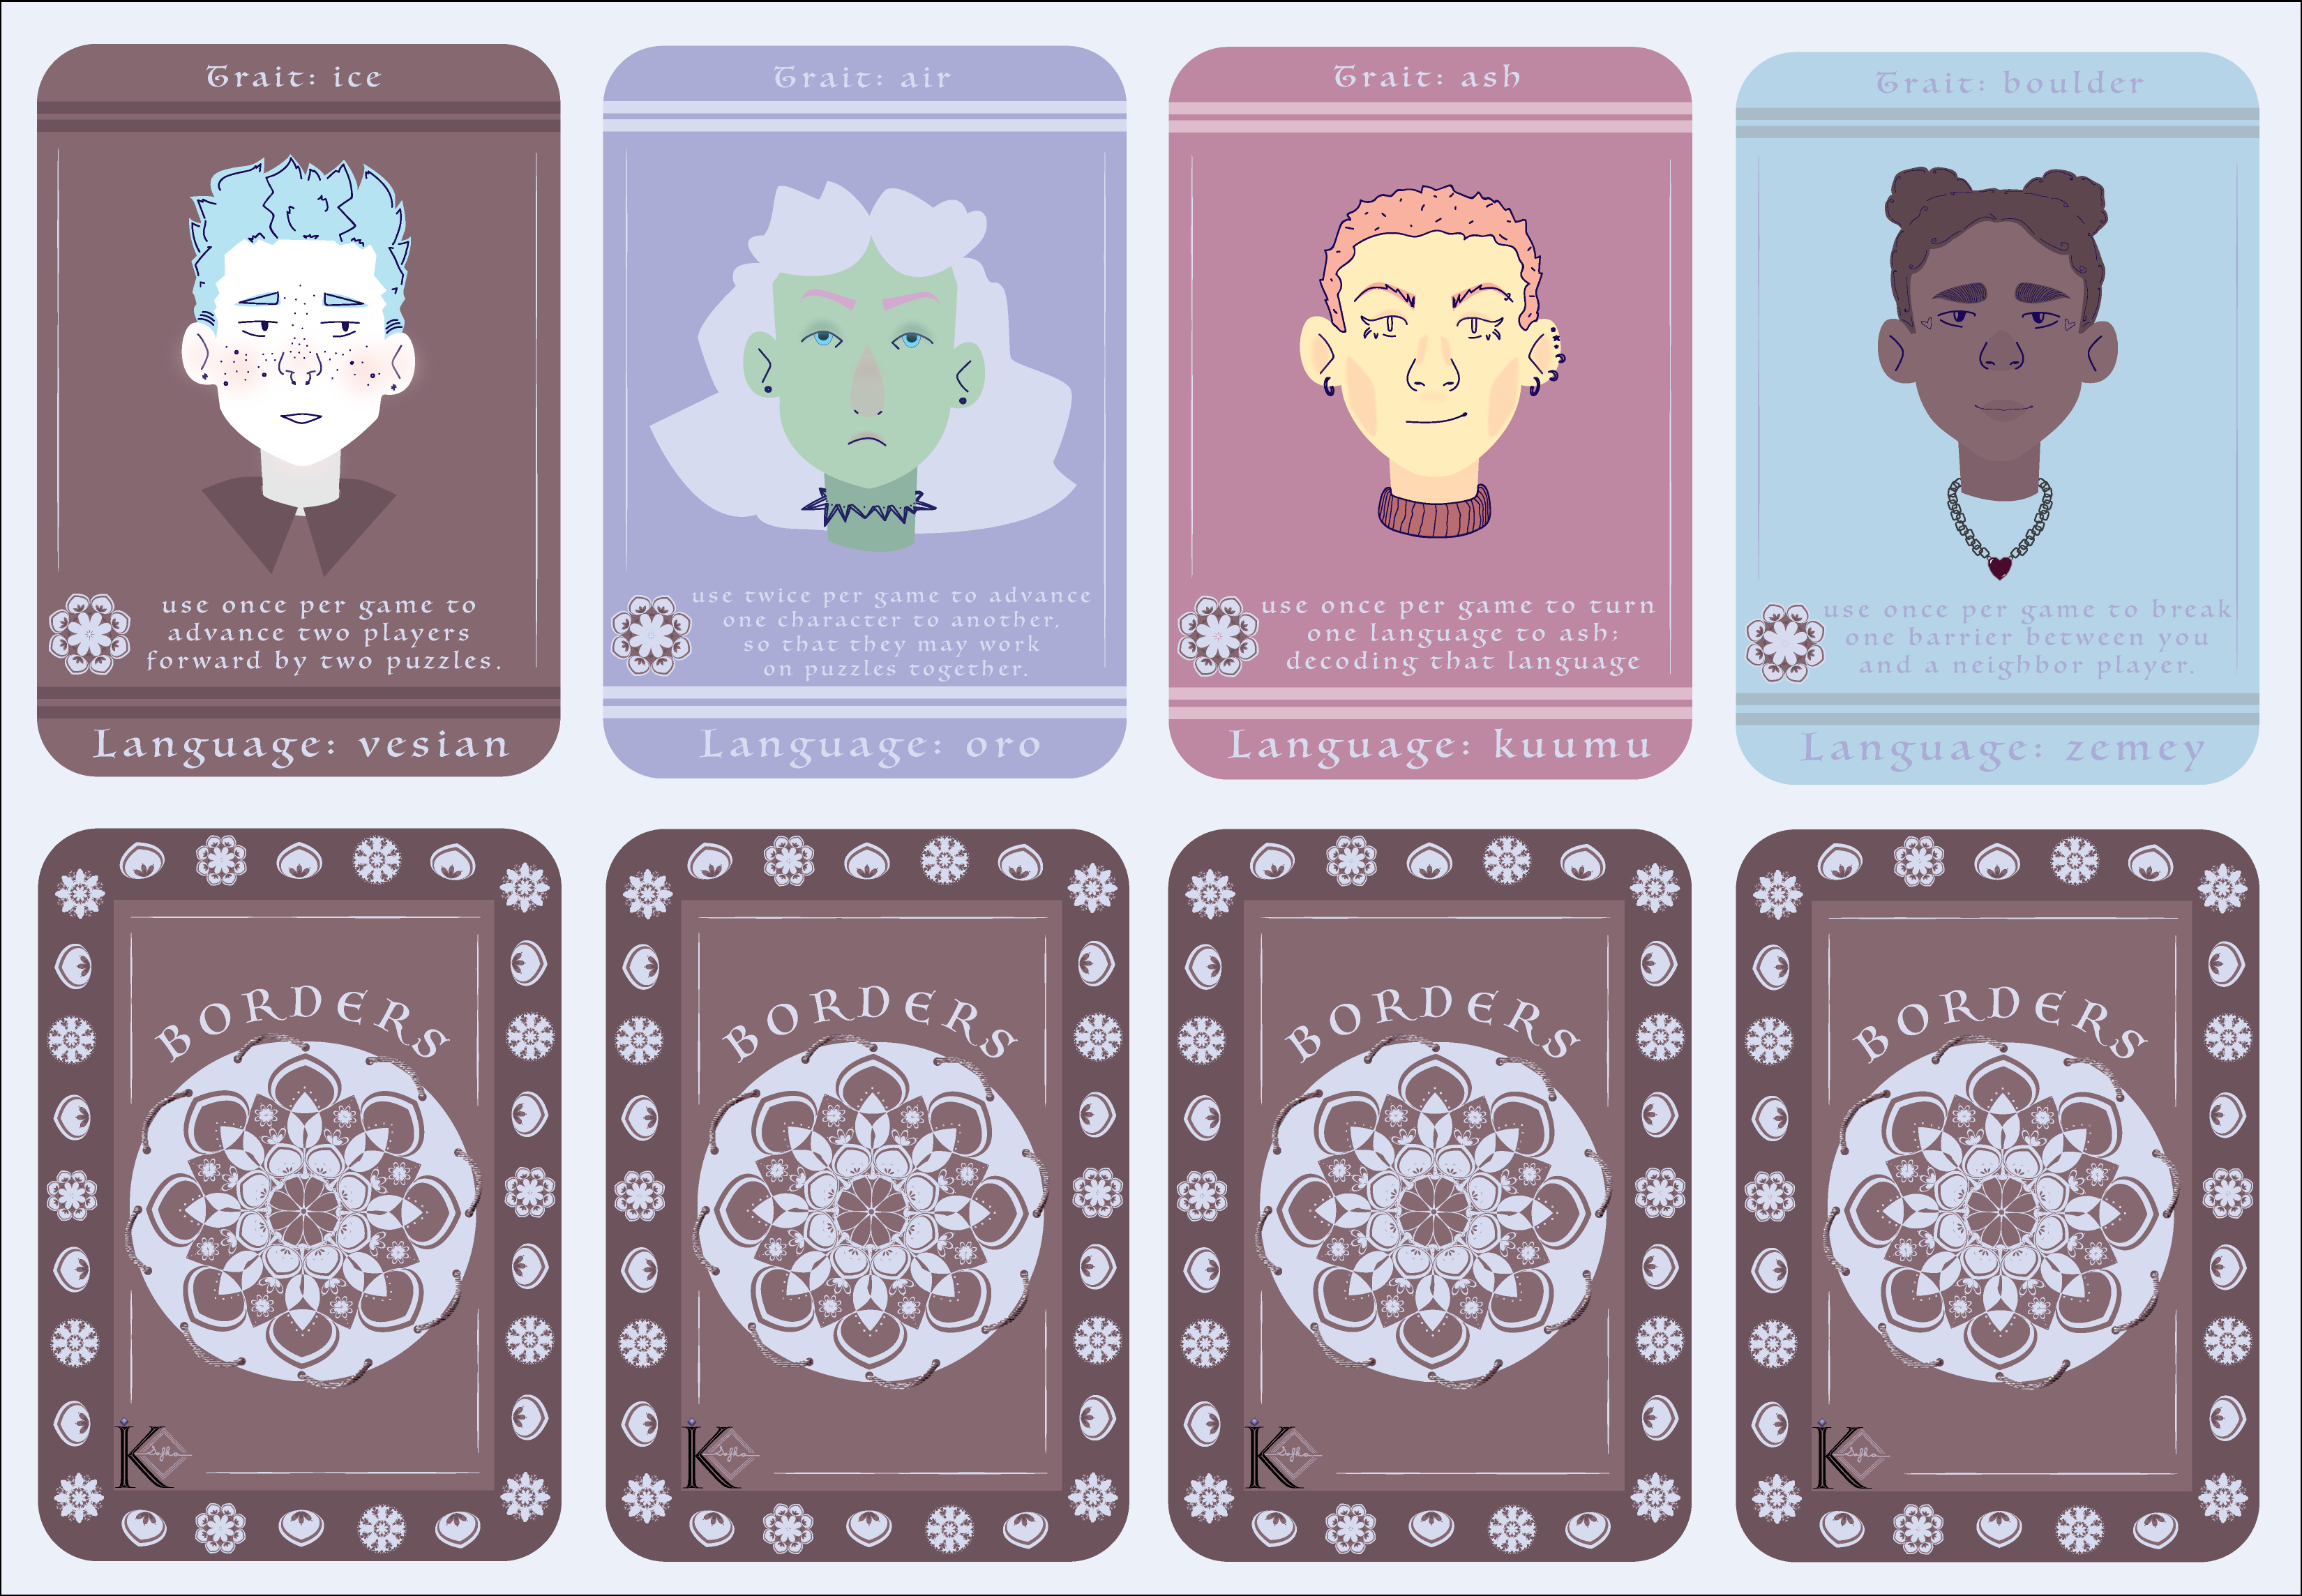 Trait: ice
use once per game to
advance two players
forward by two puzzles.
Language: vesian
Trait: air
use twice per game to advance
one character to another,
so that they may work
on puzzles together.
Language: oro
Trait: ash
use once per game to turn
one language to ash:
decoding that language
Language: kuumu
Trait: boulder
use once per game to break
one barrier between you
and a neighbor player.
Language: zemey
BORDERS
K
BORDERS
K
BORDERS
K
BORDERS
K